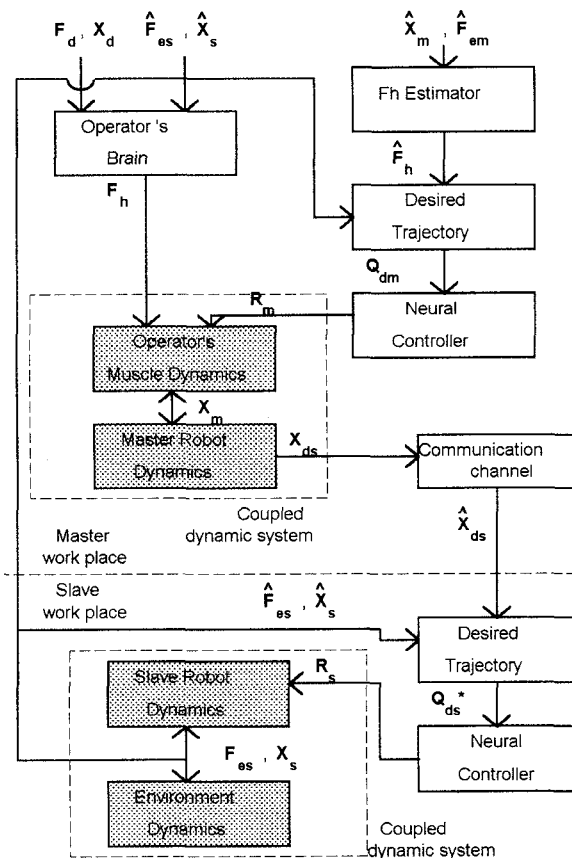 F_d , X_d F̂_es , X̂_s
X̂_m , F̂_em
Operator 's
Brain
Fh Estimator
F_h
F̂_h
Desired
Trajectory
Q_dm
R_m
Neural
Controller
Operator's
Muscle Dynamics
X_m
Master Robot
Dynamics
X_ds
Communication
channel
Coupled
dynamic system
X̂_ds
Master
work place
Slave
work place
F̂_es , X̂_s
Desired
Trajectory
Slave Robot
Dynamics
R_s
Q_ds*
F_es , X_s
Neural
Controller
Environment
Dynamics
Coupled
dynamic system